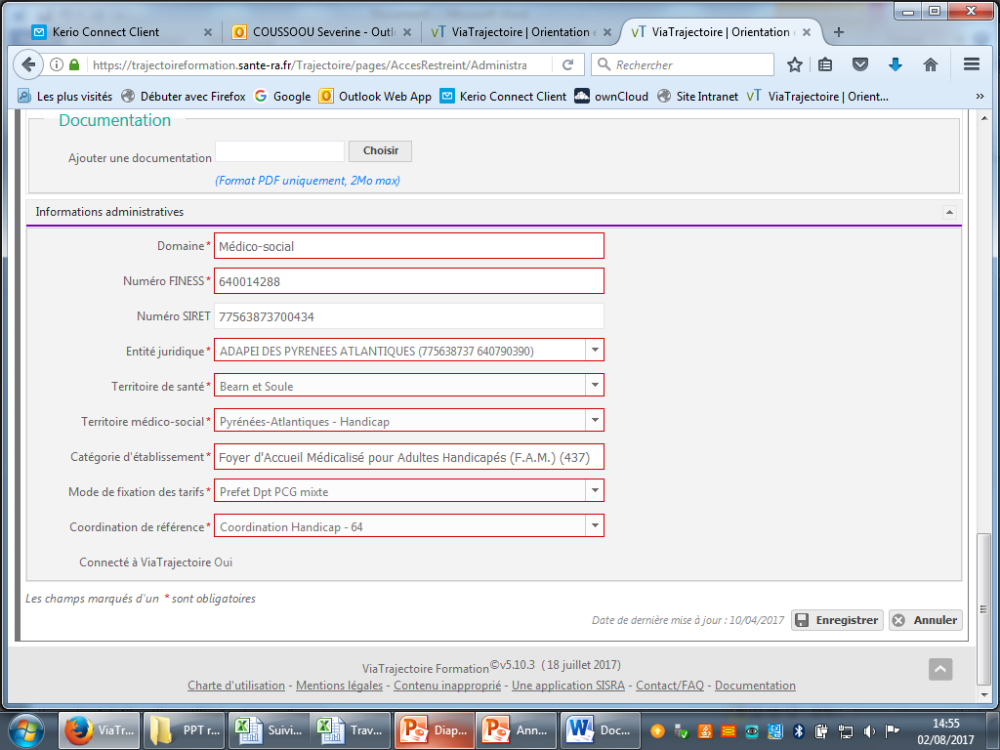 Kerio Connect Client
COUSSOOU Severine - Outl
ViaTrajectoire | Orientation
ViaTrajectoire | Orientation
https://trajectoireformation.sante-ra.fr/Trajectoire/pages/AccesRestreint/Administra
Rechercher
Les plus visités
Débuter avec Firefox
Google
Outlook Web App
Kerio Connect Client
ownCloud
Site Intranet
ViaTrajectoire | Orient...
Documentation
Ajouter une documentation
Choisir
(Format PDF uniquement, 2Mo max)
Informations administratives
Domaine* Médico-social
Numéro FINESS* 640014288
Numéro SIRET 77563873700434
Entité juridique* ADAPEI DES PYRENEES ATLANTIQUES (775638737 640790390)
Territoire de santé* Bearn et Soule
Territoire médico-social* Pyrénées-Atlantiques - Handicap
Catégorie d'établissement* Foyer d'Accueil Médicalisé pour Adultes Handicapés (F.A.M.) (437)
Mode de fixation des tarifs* Prefet Dpt PCG mixte
Coordination de référence* Coordination Handicap - 64
Connecté à ViaTrajectoire Oui
Les champs marqués d'un * sont obligatoires
Date de dernière mise à jour : 10/04/2017
Enregistrer
Annuler
ViaTrajectoire Formation©v5.10.3 ( 18 juillet 2017)
Charte d'utilisation - Mentions légales - Contenu inapproprié - Une application SISRA - Contact/FAQ - Documentation
ViaTr...
PPT r...
Suivi...
Trav...
Diap...
Ann...
Doc...
14:55
02/08/2017